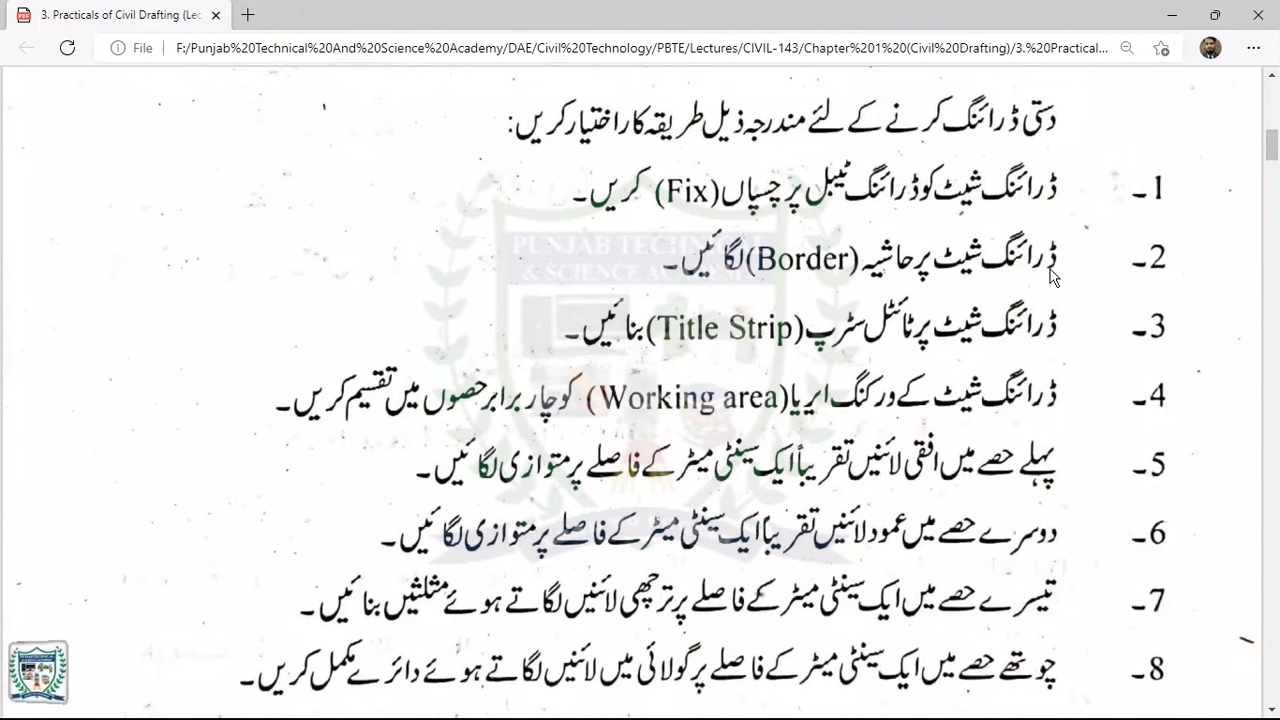 3. Practicals of Civil Drafting (Lec
File
F:/Punjab%20Technical%20And%20Science%20Academy/DAE/Civil%20Technology/PBTE/Lectures/CIVIL-143/Chapter%201%20(Civil%20Drafting)/3.%20Practical...
دستی ڈرائنگ کرنے کے لئے مندرجہ ذیل طریقہ کار اختیار کریں:
1۔ ڈرائنگ شیٹ کو ڈرائنگ ٹیبل پر چسپاں (Fix) کریں۔
2۔ ڈرائنگ شیٹ پر حاشیہ (Border) لگائیں۔
3۔ ڈرائنگ شیٹ پر ٹائٹل سٹرپ (Title Strip) بنائیں۔
4۔ ڈرائنگ شیٹ کے ورکنگ ایریا (Working area) کو چار برابر حصوں میں تقسیم کریں۔
5۔ پہلے حصے میں افقی لائنیں تقریباً ایک سینٹی میٹر کے فاصلے پر متوازی لگائیں۔
6۔ دوسرے حصے میں عمود لائنیں تقریباً ایک سینٹی میٹر کے فاصلے پر متوازی لگائیں۔
7۔ تیسرے حصے میں ایک سینٹی میٹر کے فاصلے پر ترچھی لائنیں لگاتے ہوئے مثلثیں بنائیں۔
8۔ چوتھے حصے میں ایک سینٹی میٹر کے فاصلے پر گولائی میں لائنیں لگاتے ہوئے دائرے مکمل کریں۔
PUNJAB TECHNICAL
& SCIENCE ACADEMY